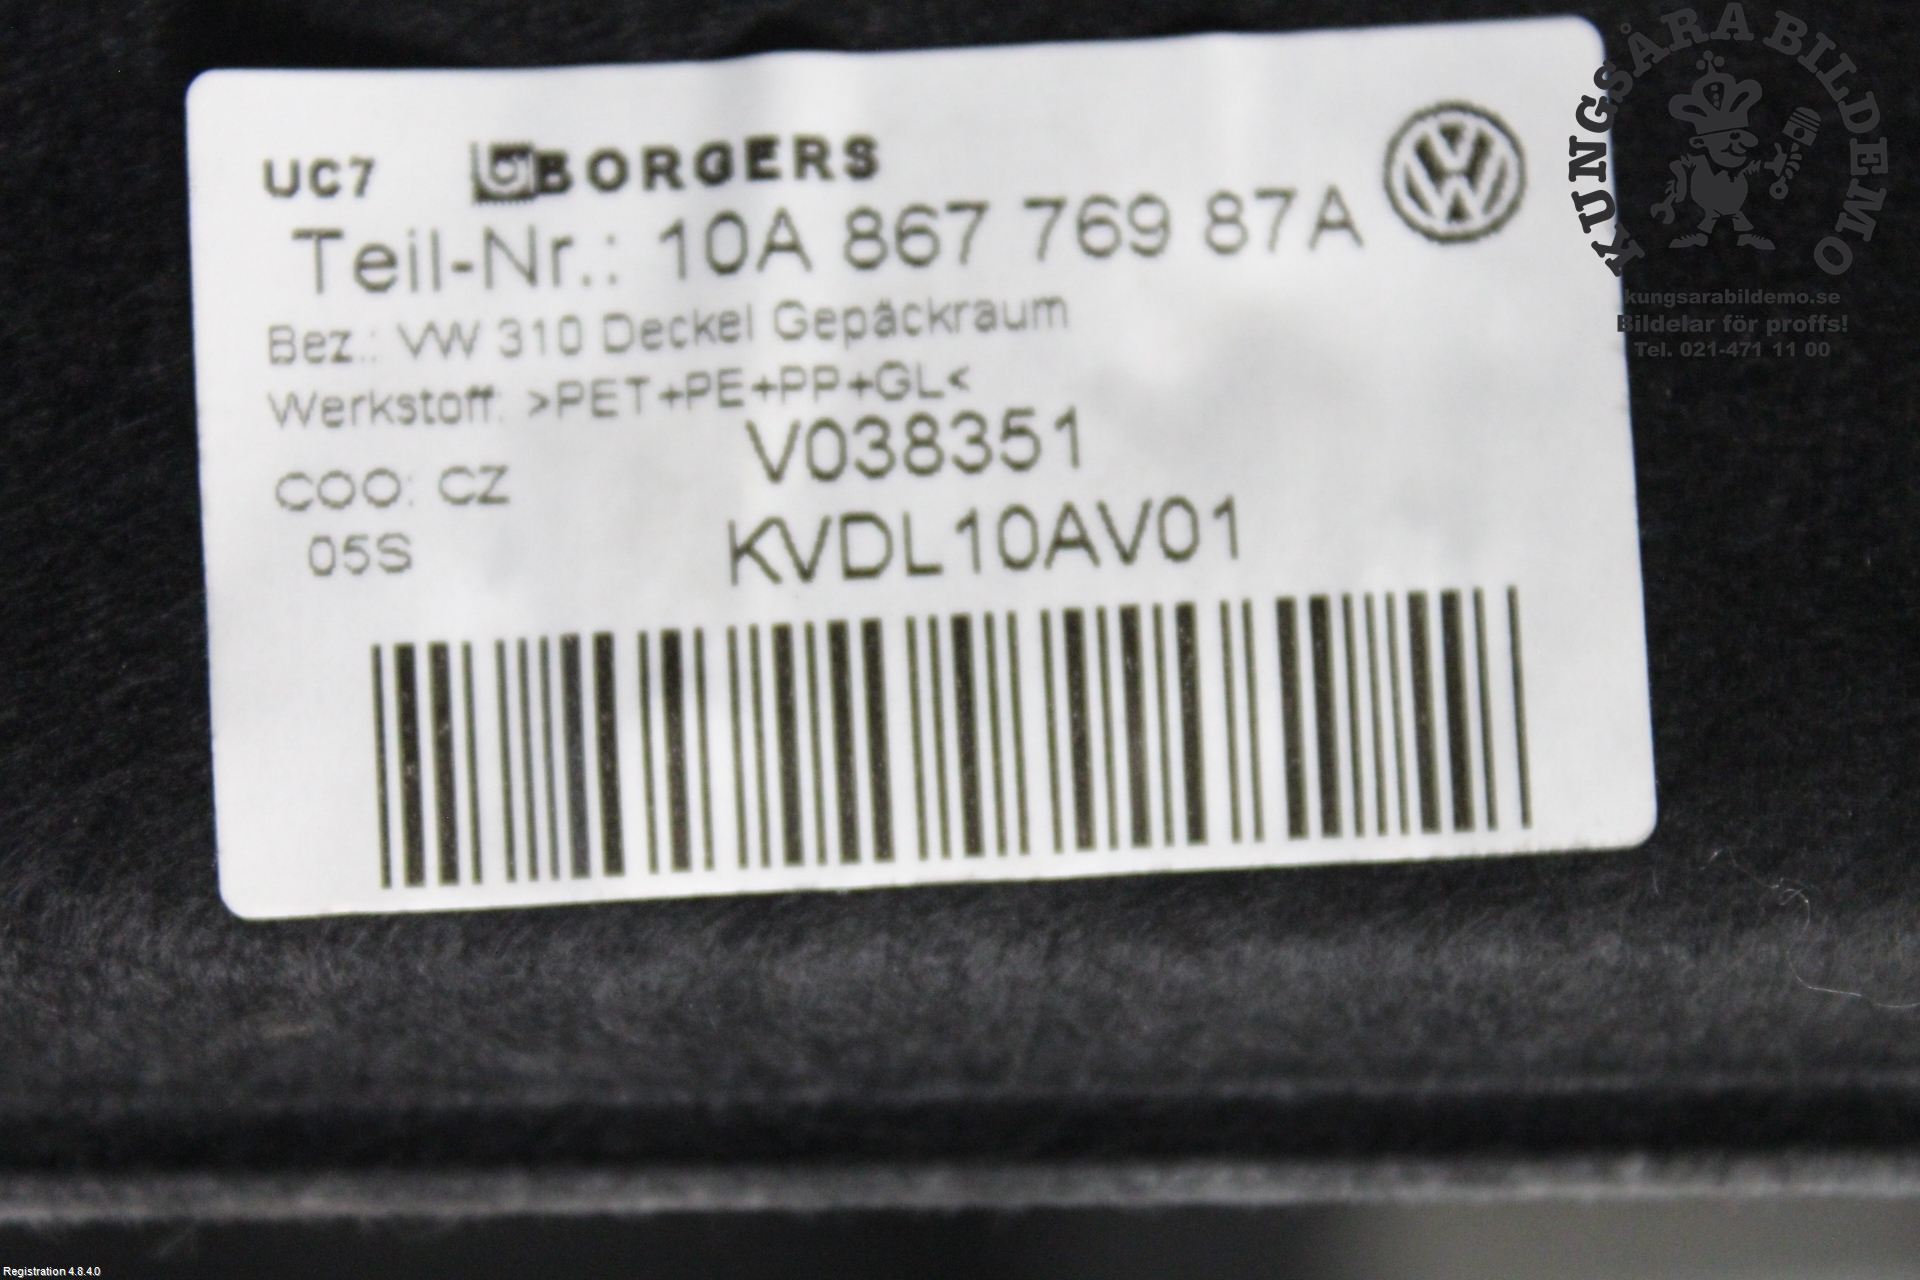 UC7 BORGERS
Teil-Nr.: 10A 867 769 87A
Bez.: VW 310 Deckel Gepäckraum
Werkstoff: >PET+PE+PP+GL<
V038351
COO: CZ
05S
KVDL10AV01
KUNGSÅRA BILDEMO
kungsarabildemo.se
Bildelar för proffs!
Tel. 021-471 11 00
Registration 4.8.4.0